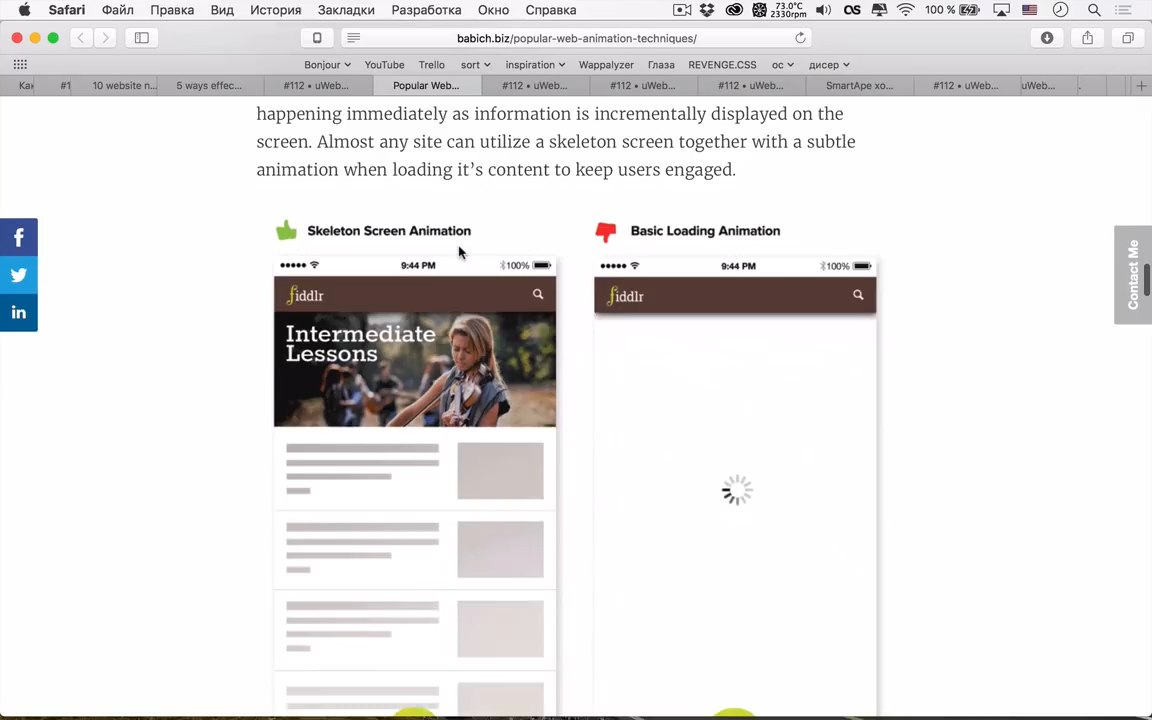 Safari Файл Правка Вид История Закладки Разработка Окно Справка 73.0°C 2330rpm 100 %
babich.biz/popular-web-animation-techniques/
Bonjour YouTube Trello sort inspiration Wappalyzer Глаза REVENGE.CSS ос дисер
Как #1 10 website n... 5 ways effec... #112 • uWeb... Popular Web... #112 • uWeb... #112 • uWeb... #112 • uWeb... SmartApe хо... #112 • uWeb... uWeb...
happening immediately as information is incrementally displayed on the
screen. Almost any site can utilize a skeleton screen together with a subtle
animation when loading it’s content to keep users engaged.
Skeleton Screen Animation
Basic Loading Animation
9:44 PM 100%
9:44 PM 100%
fiddlr
fiddlr
Intermediate
Lessons
Contact Me